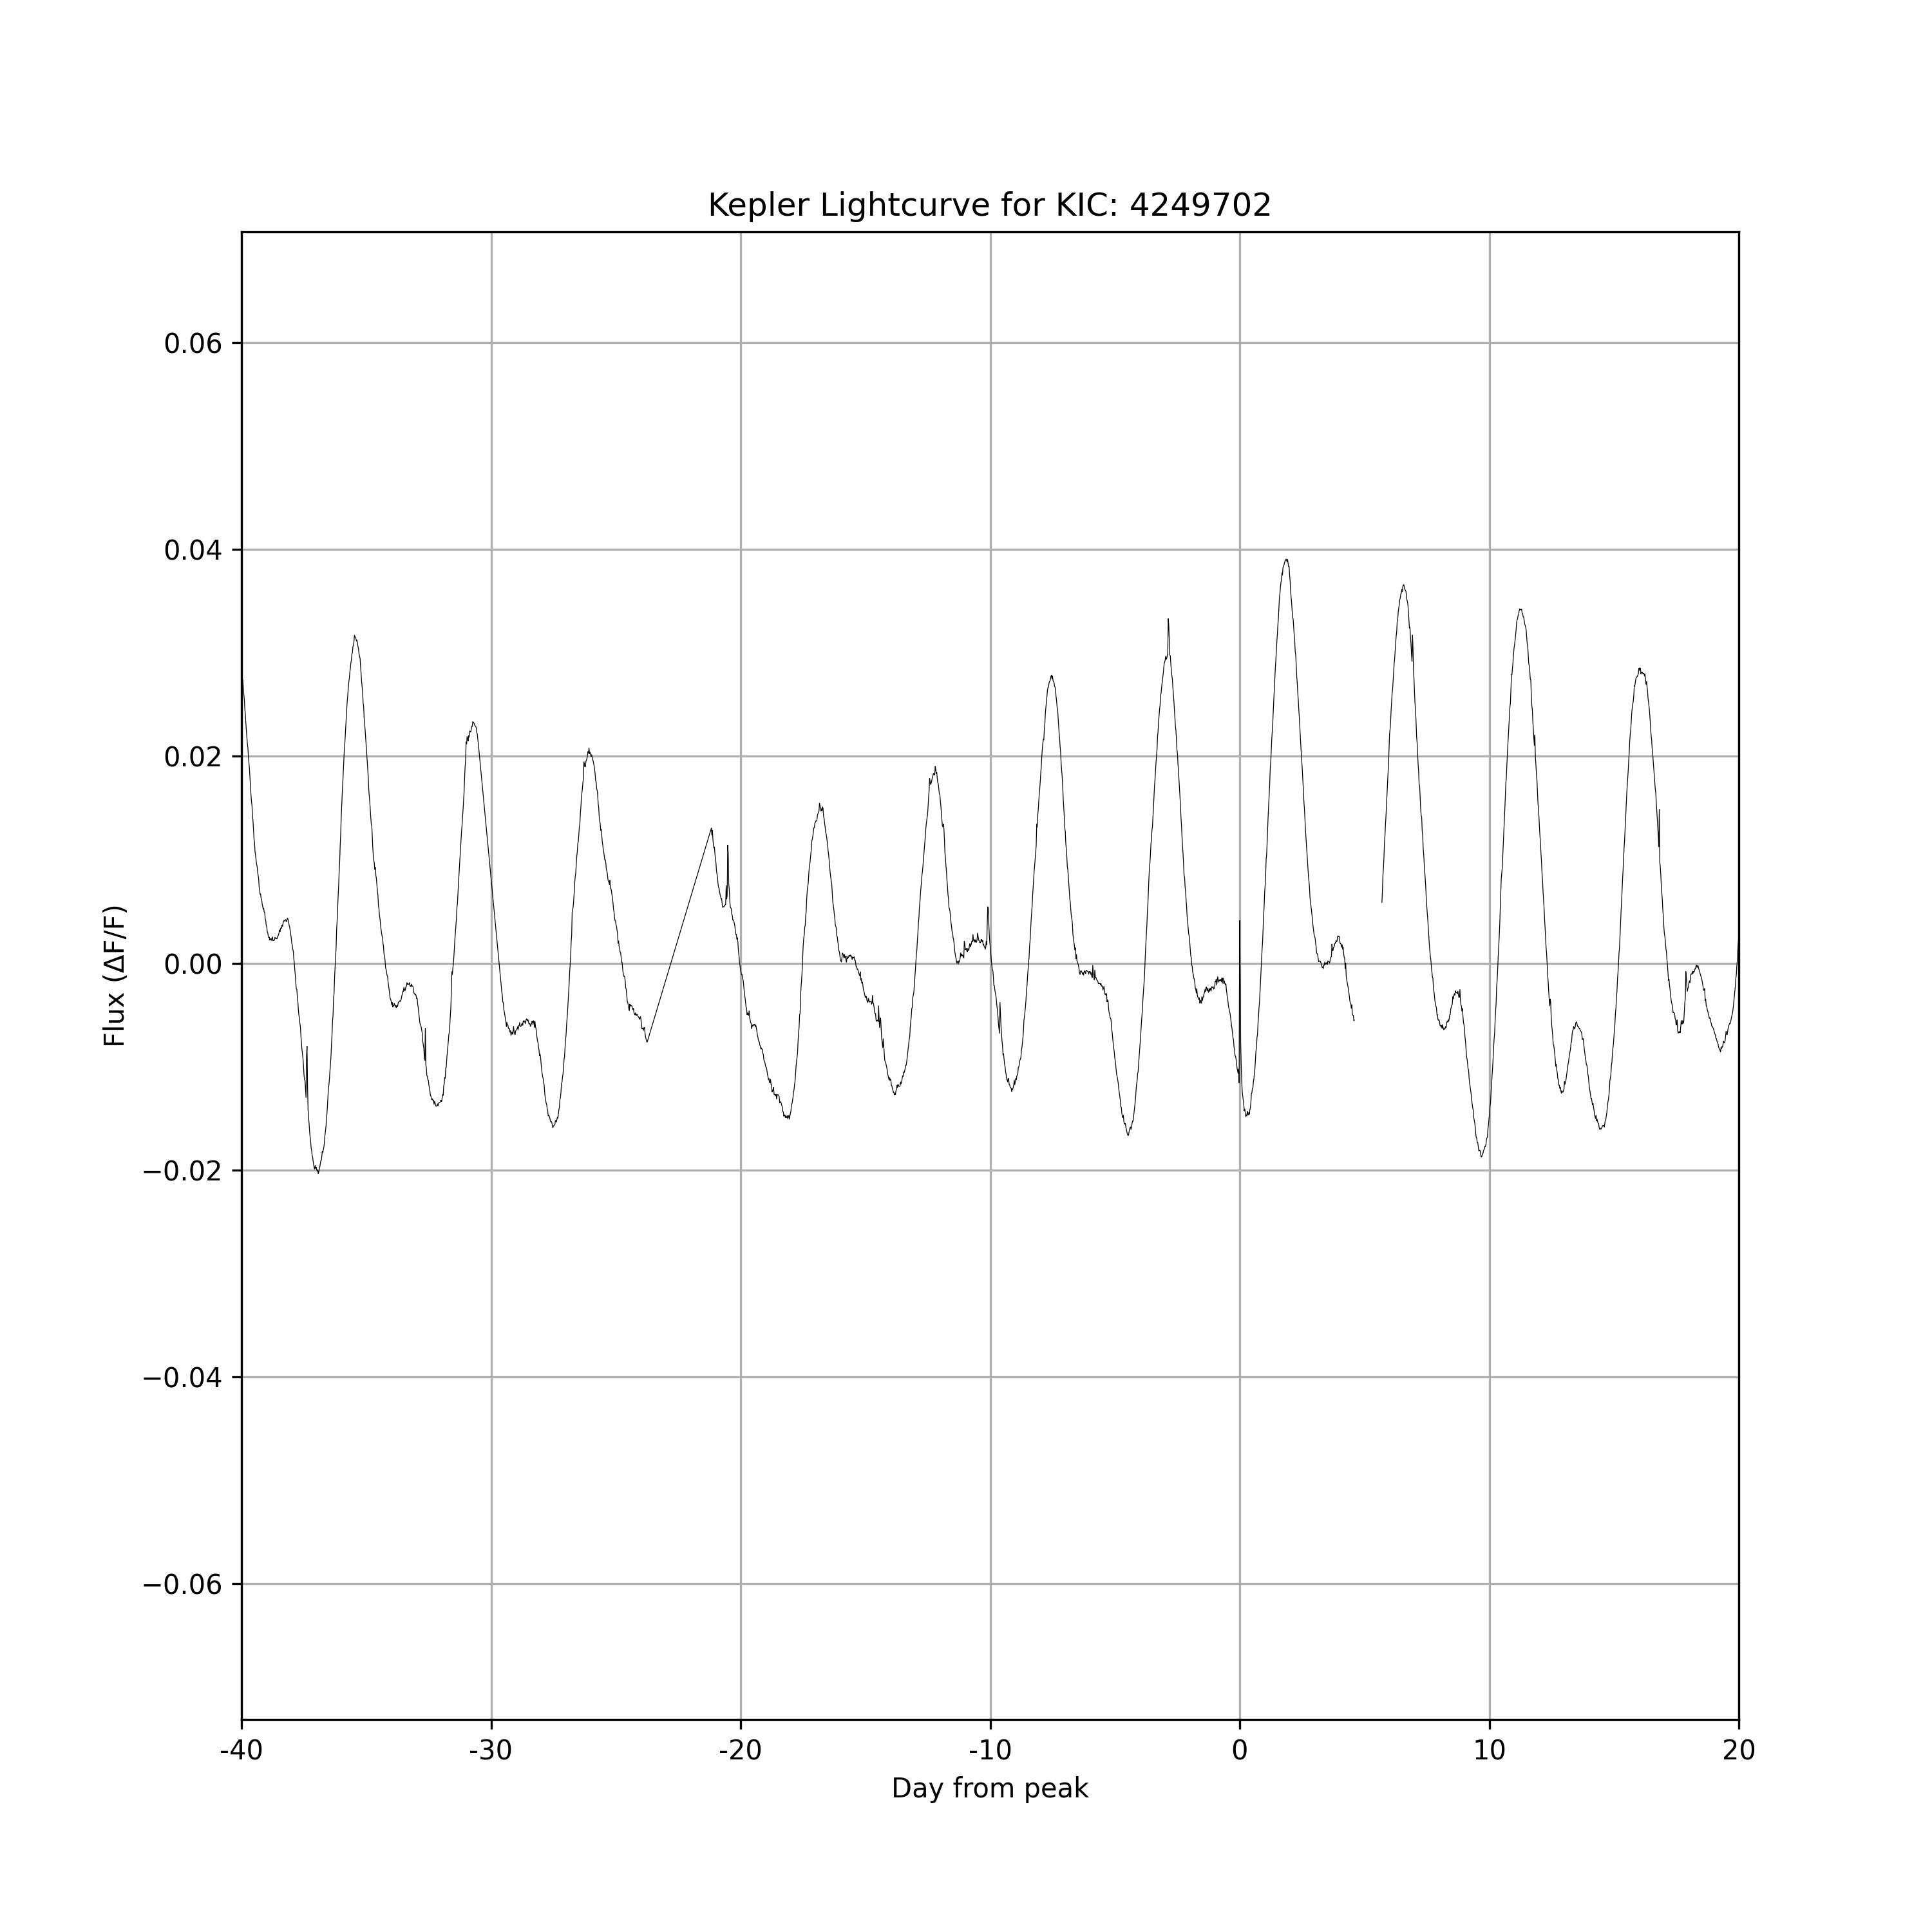 Kepler Lightcurve for KIC: 4249702
0.06
0.04
0.02
0.00
−0.02
−0.04
−0.06
Flux (ΔF/F)
-40 -30 -20 -10 0 10 20
Day from peak